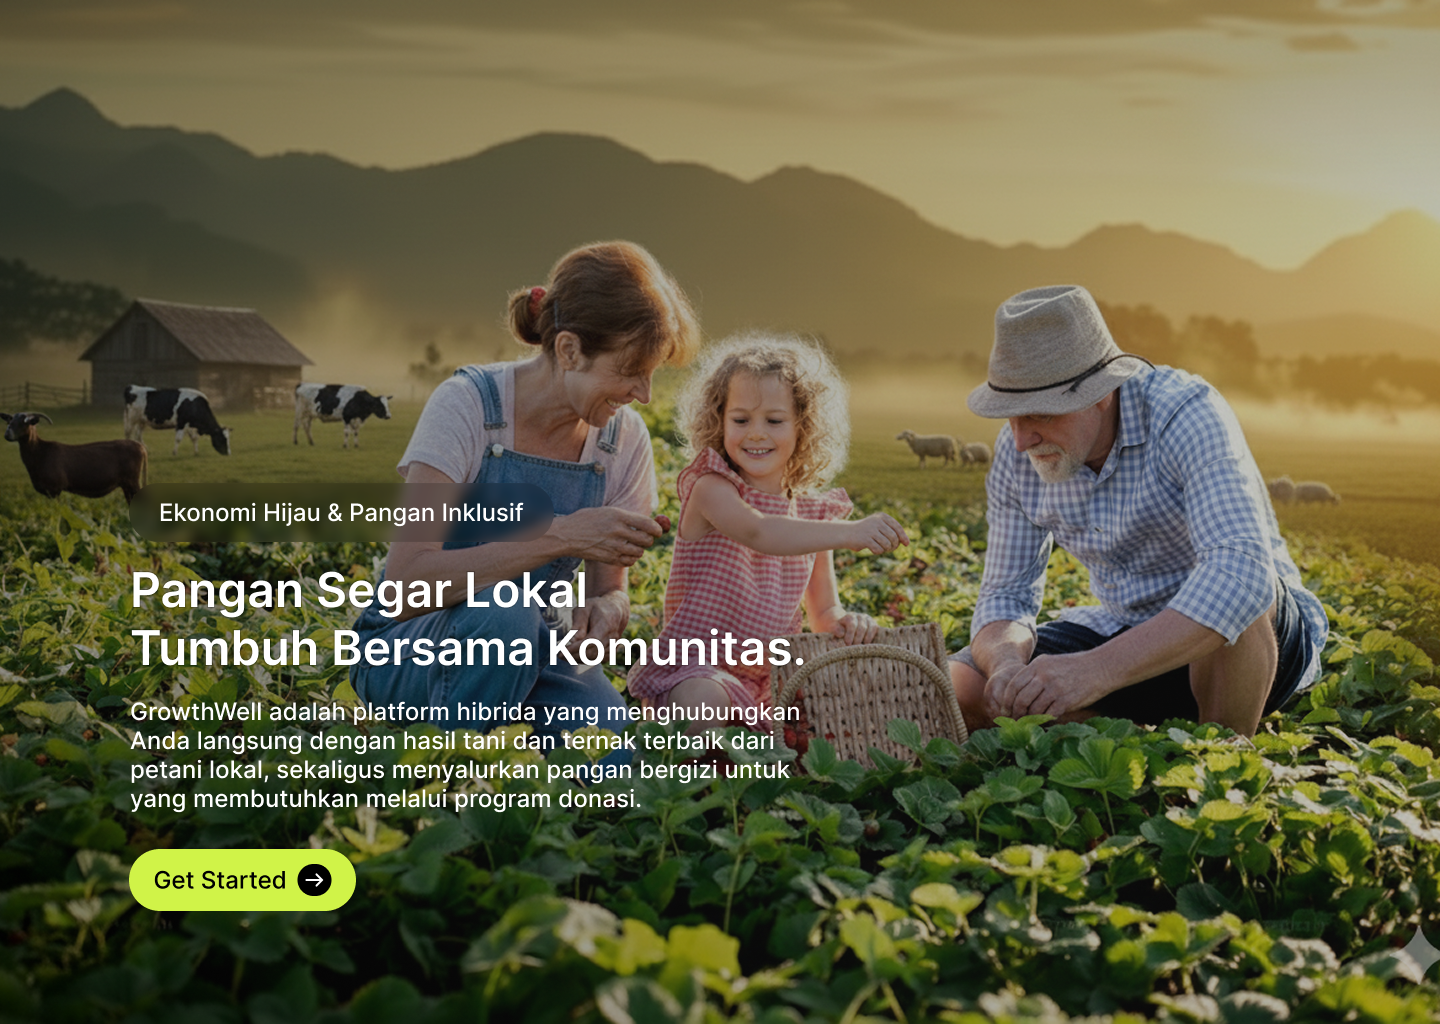 Ekonomi Hijau & Pangan Inklusif
Pangan Segar Lokal
Tumbuh Bersama Komunitas.
GrowthWell adalah platform hibrida yang menghubungkan
Anda langsung dengan hasil tani dan ternak terbaik dari
petani lokal, sekaligus menyalurkan pangan bergizi untuk
yang membutuhkan melalui program donasi.
Get Started